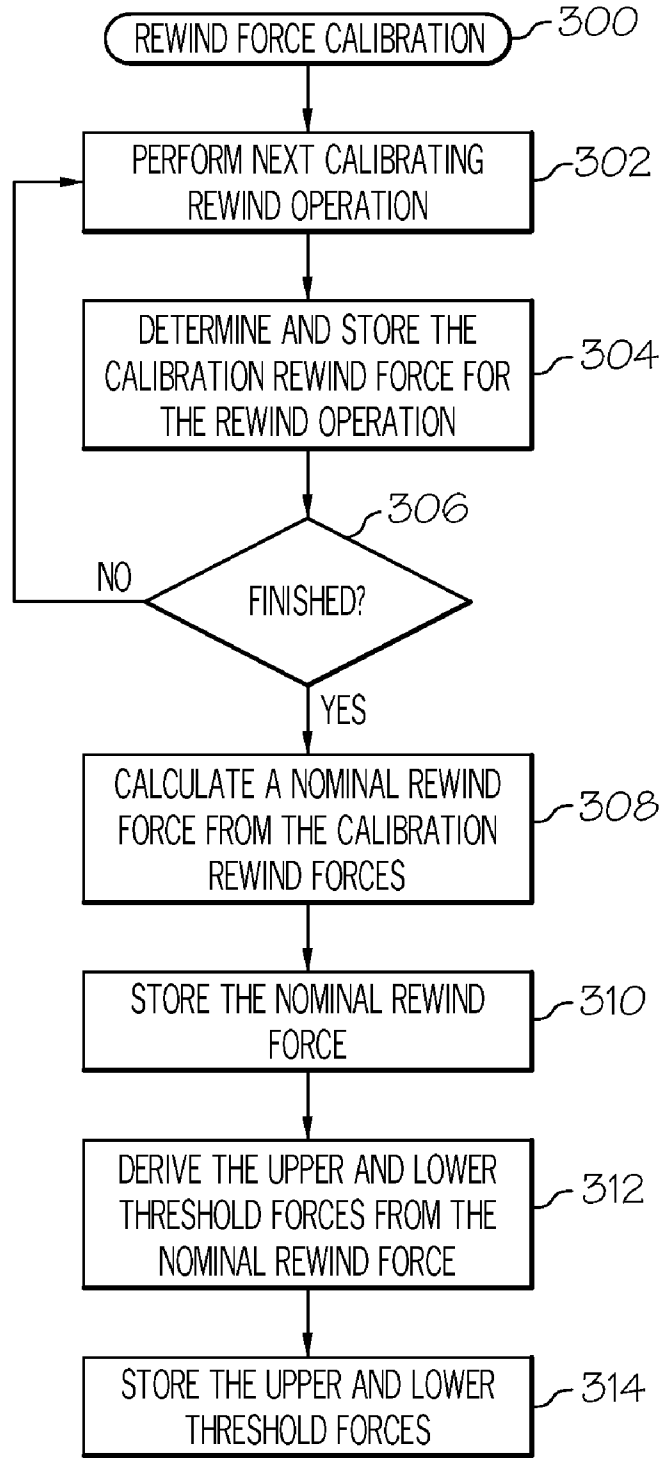 REWIND FORCE CALIBRATION
300
PERFORM NEXT CALIBRATING
REWIND OPERATION
302
DETERMINE AND STORE THE
CALIBRATION REWIND FORCE FOR
THE REWIND OPERATION
304
306
NO
FINISHED?
YES
CALCULATE A NOMINAL REWIND
FORCE FROM THE CALIBRATION
REWIND FORCES
308
STORE THE NOMINAL REWIND
FORCE
310
DERIVE THE UPPER AND LOWER
THRESHOLD FORCES FROM THE
NOMINAL REWIND FORCE
312
STORE THE UPPER AND LOWER
THRESHOLD FORCES
314